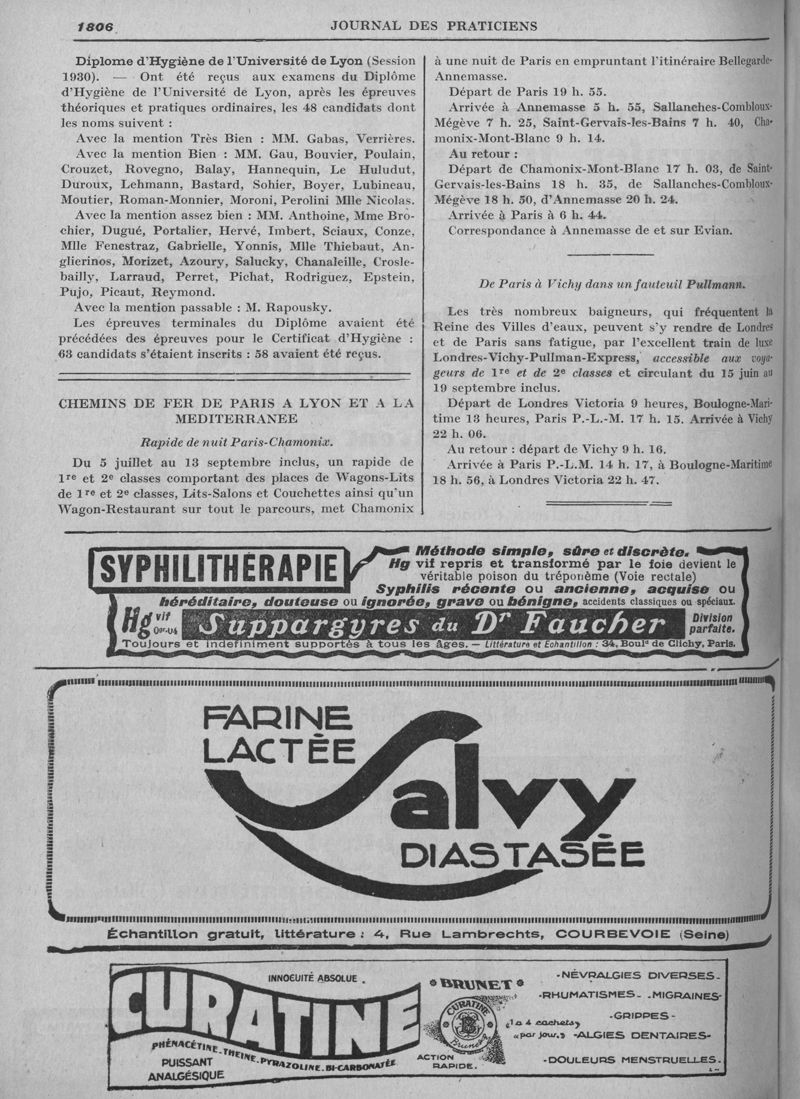 1806
JOURNAL DES PRATICIENS
Diplome d'Hygiène de l'Université de Lyon (Session
1930). — Ont été reçus aux examens du Diplôme
d'Hygiène de l'Université de Lyon, après les épreuves
théoriques et pratiques ordinaires, les 48 candidats dont
les noms suivent :
Avec la mention Très Bien : MM. Gabas, Verrières.
Avec la mention Bien : MM. Gau, Bouvier, Poulain,
Crouzet, Rovegno, Balay, Hannequin, Le Huludut,
Duroux, Lehmann, Bastard, Sohier, Boyer, Lubineau,
Moutier, Roman-Monnier, Moroni, Perolini Mlle Nicolas.
Avec la mention assez bien : MM. Anthoine, Mme Bro-
chier, Dugué, Portalier, Hervé, Imbert, Sciaux, Conze,
Mlle Fenestraz, Gabrielle, Yonnis, Mlle Thiebaut, An-
glierinos, Morizet, Azoury, Salucky, Chanaleille, Crosle-
bailly, Larraud, Perret, Pichat, Rodriguez, Epstein,
Pujo, Picaut, Reymond.
Avec la mention passable : M. Rapousky.
Les épreuves terminales du Diplôme avaient été
précédées des épreuves pour le Certificat d'Hygiène :
63 candidats s'étaient inscrits : 58 avaient été reçus.
CHEMINS DE FER DE PARIS A LYON ET A LA
MEDITERRANEE
Rapide de nuit Paris-Chamonix.
Du 5 juillet au 13 septembre inclus, un rapide de
1re et 2e classes comportant des places de Wagons-Lits
de 1re et 2e classes, Lits-Salons et Couchettes ainsi qu'un
Wagon-Restaurant sur tout le parcours, met Chamonix
à une nuit de Paris en empruntant l'itinéraire Bellegarde-
Annemasse.
Départ de Paris 19 h. 55.
Arrivée à Annemasse 5 h. 55, Sallanches-Combloux-
Mégève 7 h. 25, Saint-Gervais-les-Bains 7 h. 40, Cha-
monix-Mont-Blanc 9 h. 14.
Au retour :
Départ de Chamonix-Mont-Blanc 17 h. 03, de Saint-
Gervais-les-Bains 18 h. 35, de Sallanches-Combloux-
Mégève 18 h. 50, d'Annemasse 20 h. 24.
Arrivée à Paris à 6 h. 44.
Correspondance à Annemasse de et sur Evian.
De Paris à Vichy dans un fauteuil Pullmann.
Les très nombreux baigneurs, qui fréquentent la
Reine des Villes d'eaux, peuvent s'y rendre de Londres
et de Paris sans fatigue, par l'excellent train de luxe
Londres-Vichy-Pullman-Express, accessible aux voya-
geurs de 1re et de 2e classes et circulant du 15 juin au
19 septembre inclus.
Départ de Londres Victoria 9 heures, Boulogne-Mari-
time 13 heures, Paris P.-L.-M. 17 h. 15. Arrivée à Vichy
22 h. 06.
Au retour : départ de Vichy 9 h. 16.
Arrivée à Paris P.-L.M. 14 h. 17, à Boulogne-Maritime
18 h. 56, à Londres Victoria 22 h. 47.
SYPHILITHÉRAPIE
Méthode simple, sûre et discrète.
Hg vif repris et transformé par le foie devient le
véritable poison du tréponème (Voie rectale)
Syphilis récente ou ancienne, acquise ou
héréditaire, douteuse ou ignorée, grave ou bénigne, accidents classiques ou spéciaux.
Hg vif
0gr.04
Suppargyres du Dr Faucher
Division
parfaite.
Toujours et indéfiniment supportés à tous les âges. — Littérature et Échantillon : 34, Boul<sup>d</sup> de Clichy, Paris.
FARINE
LACTÉE
Salvy
DIASTASÉE
Échantillon gratuit, littérature : 4, Rue Lambrechts, COURBEVOIE (Seine)
INNOCUITÉ ABSOLUE.
CURATINE
PHÉNACÉTINE.THEINE.PYRAZOLINE.BI-CARBONATÉE
PUISSANT
ANALGÉSIQUE
BRUNET
CURATINE
B
Brunet
ACTION
RAPIDE.
«1 à 4 cachets»
«par jour.»
-NÉVRALGIES DIVERSES-
-RHUMATISMES- -MIGRAINES-
-GRIPPES-
-ALGIES DENTAIRES-
-DOULEURS MENSTRUELLES.